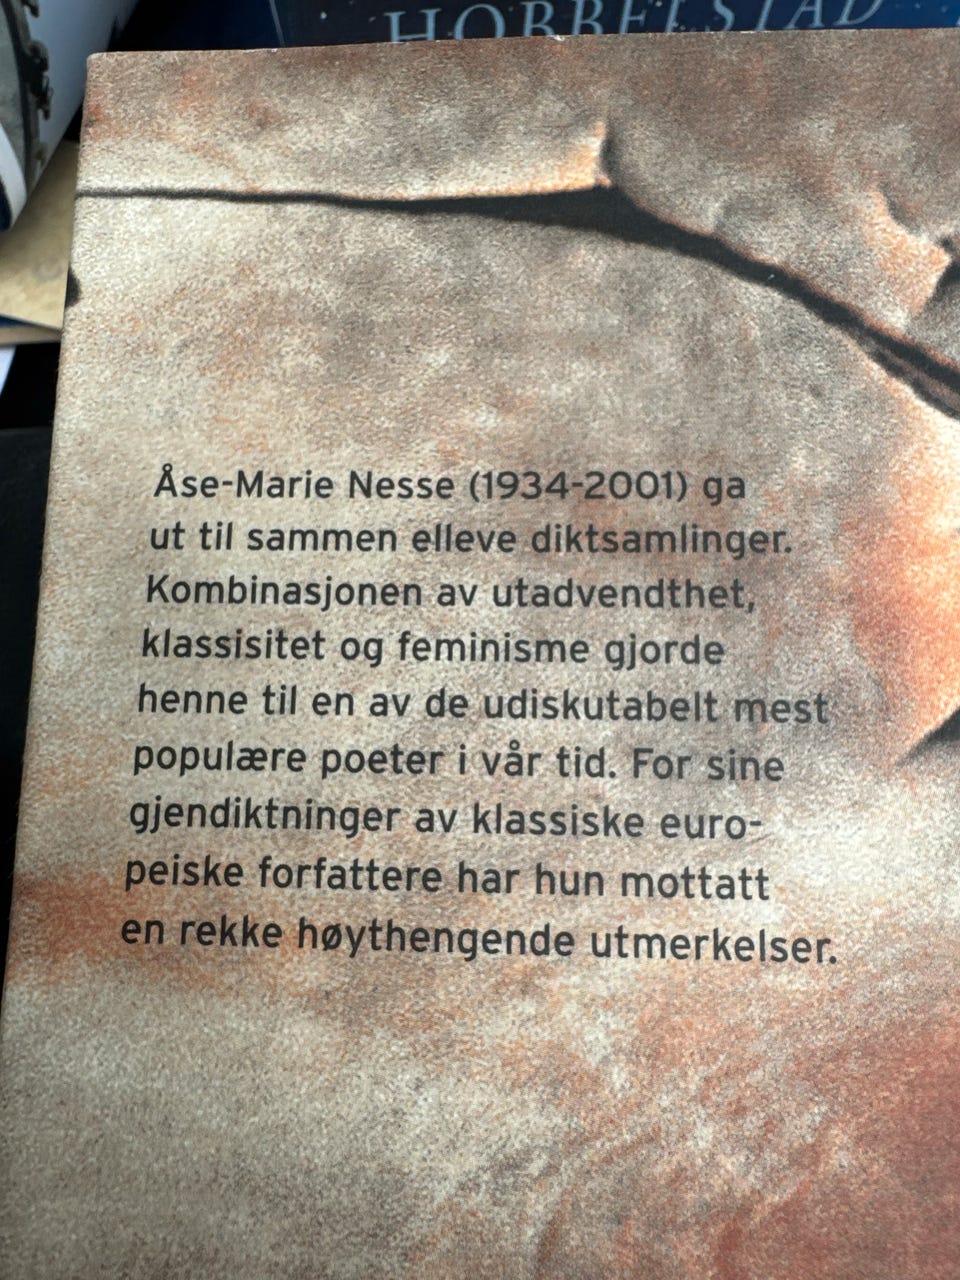 HOBBELSTAD
Åse-Marie Nesse (1934-2001) ga
ut til sammen elleve diktsamlinger.
Kombinasjonen av utadvendthet,
klassisitet og feminisme gjorde
henne til en av de udiskutabelt mest
populære poeter i vår tid. For sine
gjendiktninger av klassiske euro-
peiske forfattere har hun mottatt
en rekke høythengende utmerkelser.